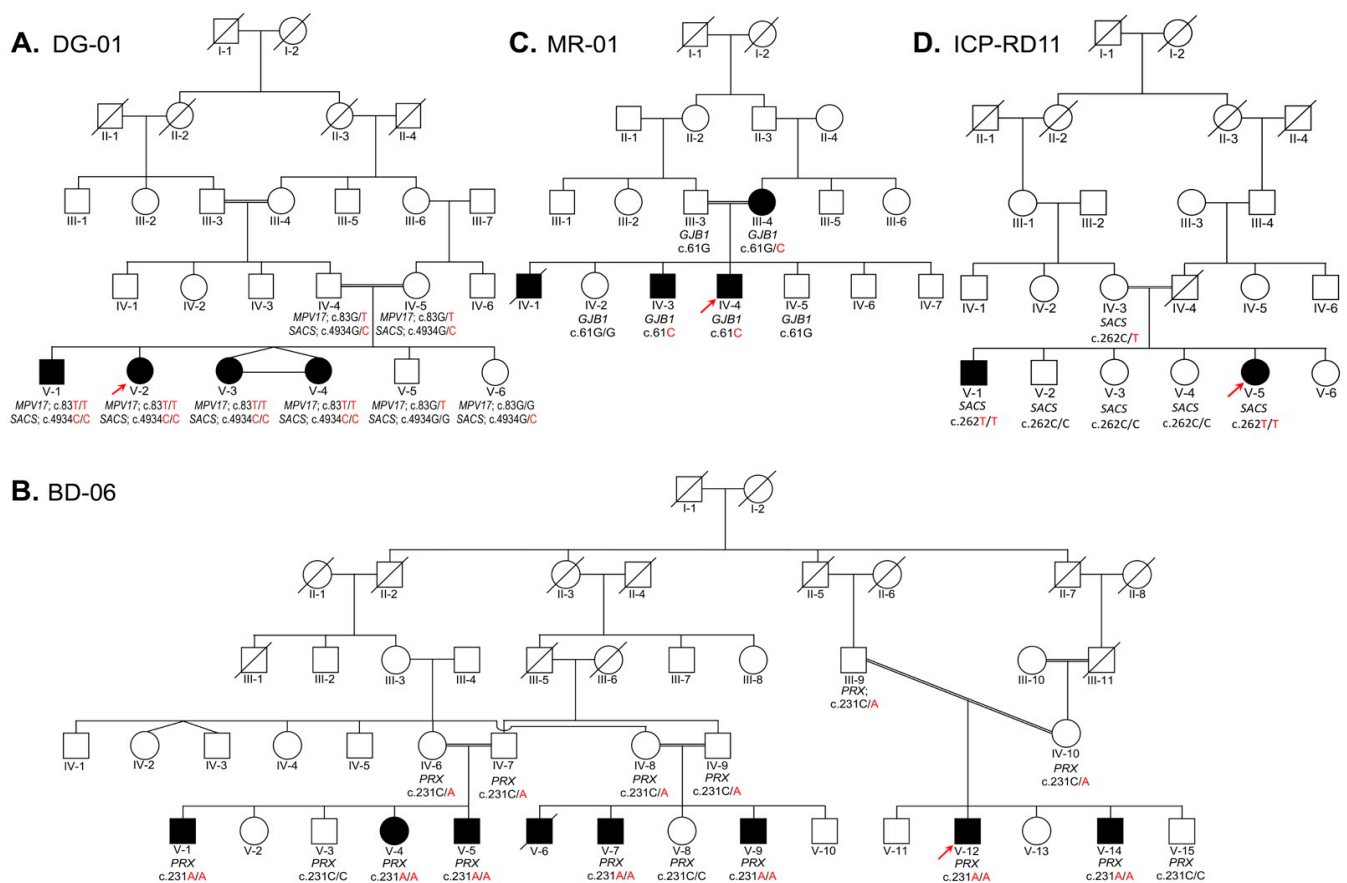 A. DG-01
I-1 I-2
II-1 II-2 II-3 II-4
III-1 III-2 III-3 III-4 III-5 III-6 III-7
IV-1 IV-2 IV-3 IV-4 IV-5 IV-6
MPV17; c.83G/T MPV17; c.83G/T
SACS; c.4934G/C SACS; c.4934G/C
V-1 V-2 V-3 V-4 V-5 V-6
MPV17; c.83T/T MPV17; c.83T/T MPV17; c.83T/T MPV17; c.83T/T MPV17; c.83G/T MPV17; c.83G/G
SACS; c.4934C/C SACS; c.4934C/C SACS; c.4934C/C SACS; c.4934C/C SACS; c.4934G/G SACS; c.4934G/C
C. MR-01
I-1 I-2
II-1 II-2 II-3 II-4
III-1 III-2 III-3 III-4 III-5 III-6
GJB1 GJB1
c.61G c.61G/C
IV-1 IV-2 IV-3 IV-4 IV-5 IV-6 IV-7
GJB1 GJB1 GJB1 GJB1
c.61G/G c.61C c.61C c.61G
D. ICP-RD11
I-1 I-2
II-1 II-2 II-3 II-4
III-1 III-2 III-3 III-4
IV-1 IV-2 IV-3 IV-4 IV-5 IV-6
SACS
c.262C/T
V-1 V-2 V-3 V-4 V-5 V-6
SACS SACS SACS SACS SACS
c.262T/T c.262C/C c.262C/C c.262C/C c.262T/T
B. BD-06
I-1 I-2
II-1 II-2 II-3 II-4 II-5 II-6 II-7 II-8
III-1 III-2 III-3 III-4 III-5 III-6 III-7 III-8 III-9 III-10 III-11
PRX;
c.231C/A
IV-1 IV-2 IV-3 IV-4 IV-5 IV-6 IV-7 IV-8 IV-9 IV-10
PRX PRX PRX PRX PRX
c.231C/A c.231C/A c.231C/A c.231C/A c.231C/A
V-1 V-2 V-3 V-4 V-5 V-6 V-7 V-8 V-9 V-10 V-11 V-12 V-13 V-14 V-15
PRX PRX PRX PRX PRX PRX PRX PRX PRX PRX
c.231A/A c.231C/C c.231A/A c.231A/A c.231A/A c.231C/C c.231A/A c.231A/A c.231A/A c.231C/C